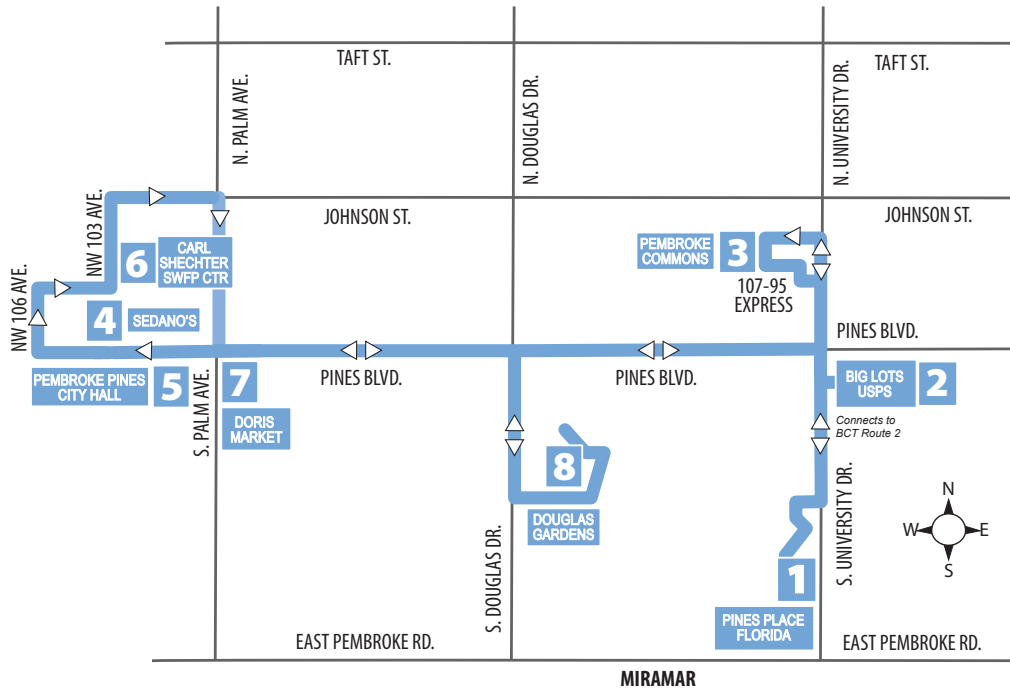 TAFT ST.
TAFT ST.
N. PALM AVE.
N. DOUGLAS DR.
N. UNIVERSITY DR.
NW 103 AVE.
JOHNSON ST.
JOHNSON ST.
6
CARL
SHECHTER
SWFP CTR
PEMBROKE
COMMONS
3
107-95
EXPRESS
NW 106 AVE.
4
SEDANO'S
PINES BLVD.
PEMBROKE PINES
CITY HALL
5
S. PALM AVE.
7
DORIS
MARKET
PINES BLVD.
PINES BLVD.
BIG LOTS
USPS
2
Connects to
BCT Route 2
8
DOUGLAS
GARDENS
S. DOUGLAS DR.
S. UNIVERSITY DR.
N
W
E
S
1
PINES PLACE
FLORIDA
EAST PEMBROKE RD.
EAST PEMBROKE RD.
MIRAMAR